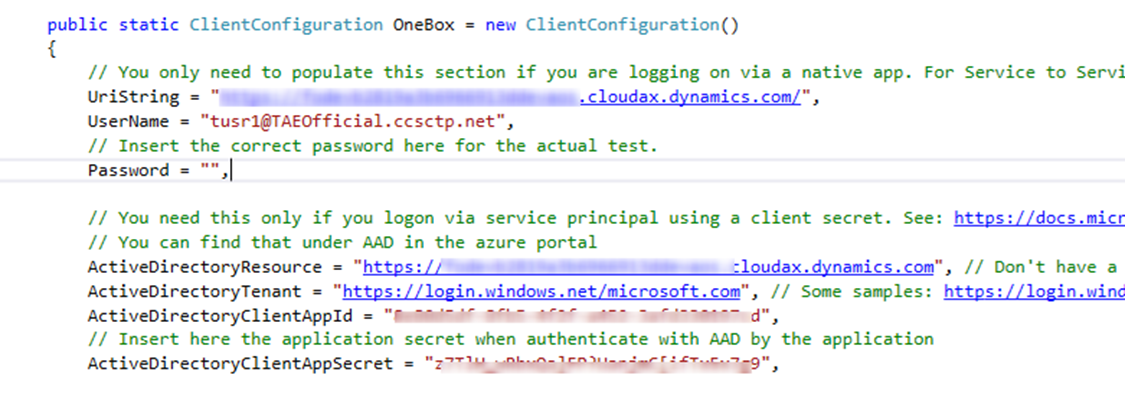 public static ClientConfiguration OneBox = new ClientConfiguration()
{
// You only need to populate this section if you are logging on via a native app. For Service to Servi
UriString = " .cloudax.dynamics.com/",
UserName = "tusr1@TAEOfficial.ccsctp.net",
// Insert the correct password here for the actual test.
Password = "",
// You need this only if you logon via service principal using a client secret. See: https://docs.micr
// You can find that under AAD in the azure portal
ActiveDirectoryResource = "https:// cloudax.dynamics.com", // Don't have a
ActiveDirectoryTenant = "https://login.windows.net/microsoft.com", // Some samples: https://login.wind
ActiveDirectoryClientAppId = " d",
// Insert here the application secret when authenticate with AAD by the application
ActiveDirectoryClientAppSecret = " ",